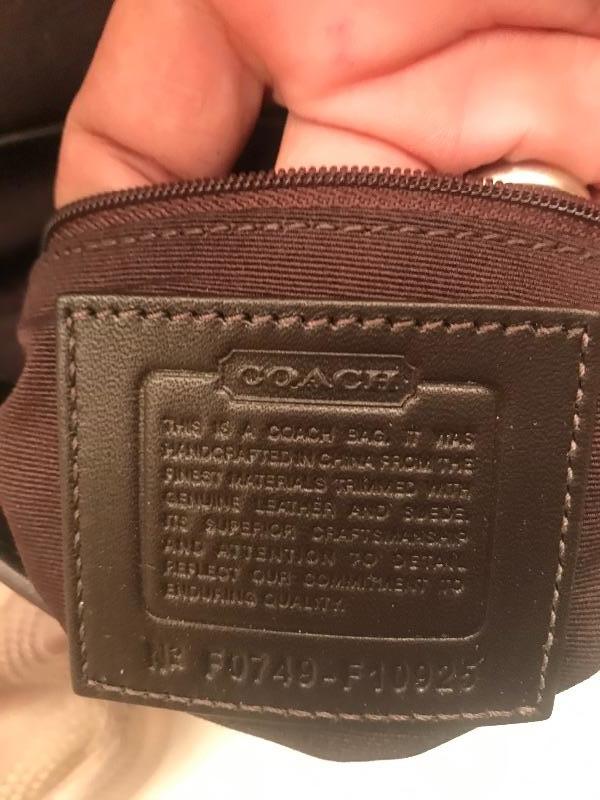 COACH
THIS IS A COACH BAG. IT WAS
HANDCRAFTED IN CHINA FROM THE
FINEST MATERIALS TRIMMED WITH
GENUINE LEATHER AND SUEDE.
ITS SUPERIOR CRAFTSMANSHIP
AND ATTENTION TO DETAIL
REFLECT OUR COMMITMENT TO
ENDURING QUALITY.
Nº F0749-F10925